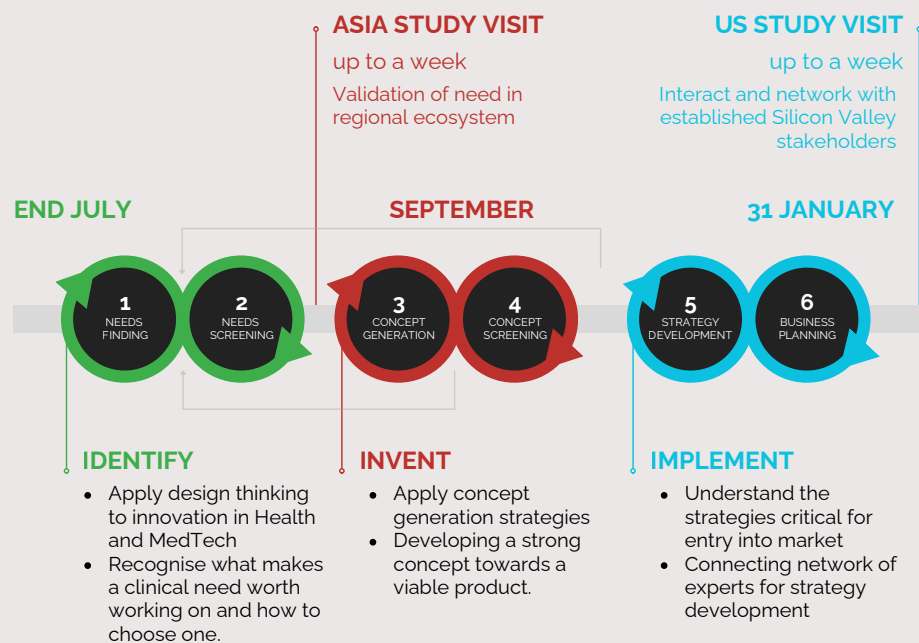 ASIA STUDY VISIT
up to a week
Validation of need in
regional ecosystem
US STUDY VISIT
up to a week
Interact and network with
established Silicon Valley
stakeholders
END JULY
SEPTEMBER
31 JANUARY
1
NEEDS
FINDING
2
NEEDS
SCREENING
3
CONCEPT
GENERATION
4
CONCEPT
SCREENING
5
STRATEGY
DEVELOPMENT
6
BUSINESS
PLANNING
IDENTIFY
• Apply design thinking
to innovation in Health
and MedTech
• Recognise what makes
a clinical need worth
working on and how to
choose one.
INVENT
• Apply concept
generation strategies
• Developing a strong
concept towards a
viable product.
IMPLEMENT
• Understand the
strategies critical for
entry into market
• Connecting network of
experts for strategy
development